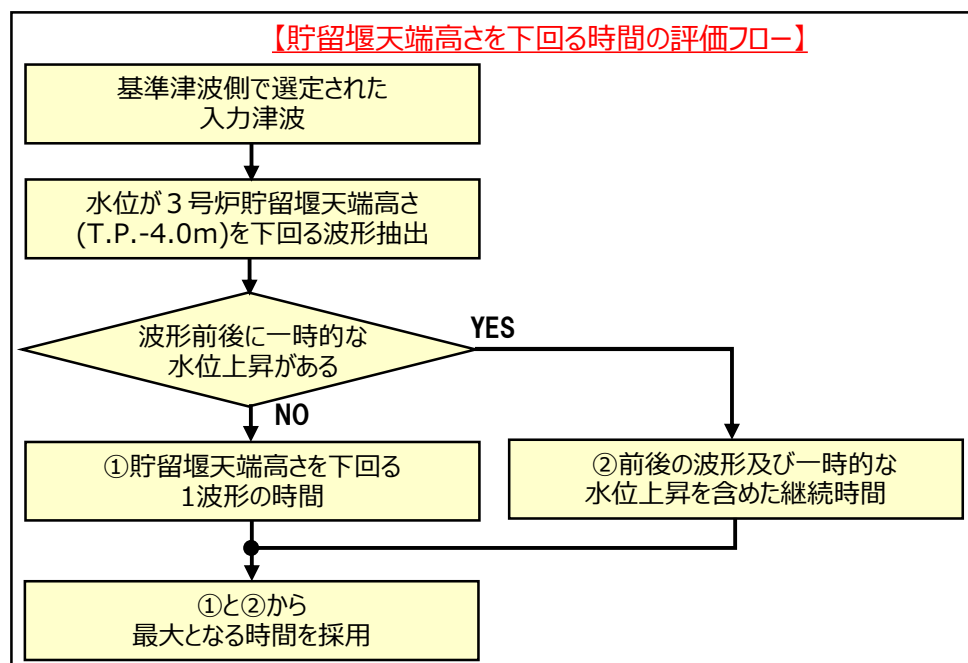 【貯留堰天端高さを下回る時間の評価フロー】
基準津波側で選定された
入力津波
水位が３号炉貯留堰天端高さ
(T.P.-4.0m)を下回る波形抽出
波形前後に一時的な
水位上昇がある
YES
NO
①貯留堰天端高さを下回る
1波形の時間
②前後の波形及び一時的な
水位上昇を含めた継続時間
①と②から
最大となる時間を採用